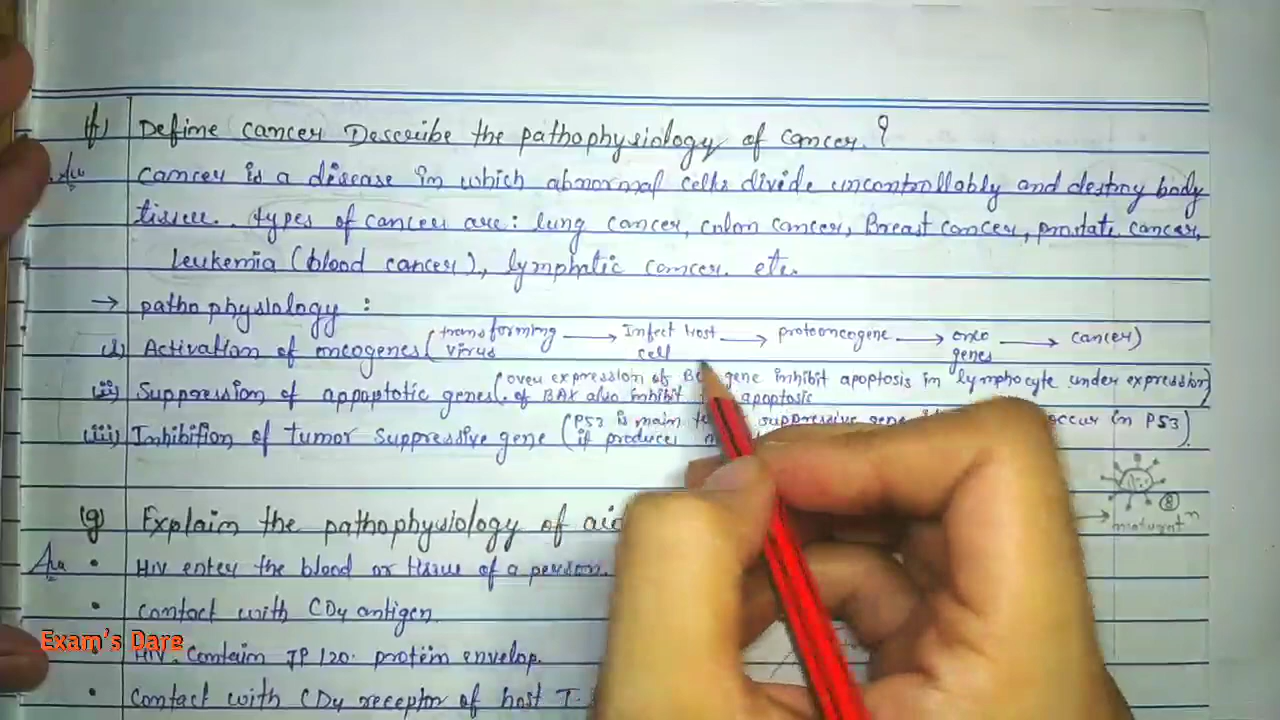 (f) Define cancer Describe the pathophysiology of cancer. ?
Ans Cancer is a disease in which abnormal cells divide uncontrollably and destroy body
tissue. types of cancer are: lung cancer, colon cancer, Breast cancer, prostate cancer,
Leukemia (blood cancer), lymphatic cancer. etc.
→ pathophysiology :
i) Activation of oncogenes (transforming virus → Infect Host cell → protooncogene → onco genes → cancer)
ii) Suppression of appoptotic genes (over expression of gene inhibit apoptosis in lymphocyte under expression)
. of BAX also inhibit apoptosis
iii) Inhibition of tumor suppressive gene (P53 is main suppressive gene occur in P53).
if produces
(g) Explain the pathophysiology of
Ans • HIV enter the blood or tissue of a person.
• Contact with CD4 antigen.
HIV. Contain gp 120. protein envelop.
• Contact with CD4 receptor of host T.
→ maturatn
8
Exam's Dare